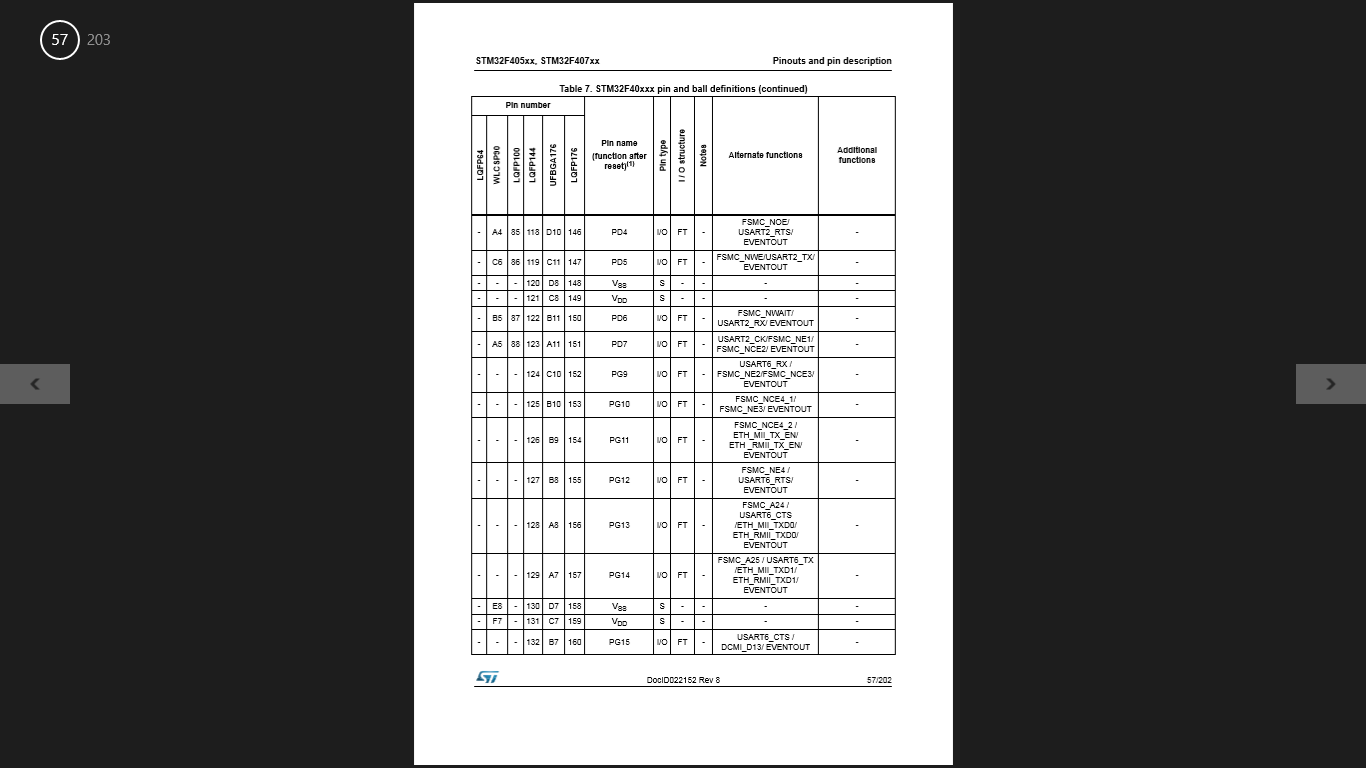 57 203
STM32F405xx, STM32F407xx Pinouts and pin description
Table 7. STM32F40xxx pin and ball definitions (continued)
Pin number
LQFP64 WLCSP90 LQFP100 LQFP144 UFBGA176 LQFP176 Pin name (function after reset)(1) Pin type I / O structure Notes Alternate functions Additional functions
- A4 85 118 D10 146 PD4 I/O FT - FSMC_NOE/ USART2_RTS/ EVENTOUT -
- C6 86 119 C11 147 PD5 I/O FT - FSMC_NWE/USART2_TX/ EVENTOUT -
- - - 120 D8 148 VSS S - - - -
- - - 121 C8 149 VDD S - - - -
- B5 87 122 B11 150 PD6 I/O FT - FSMC_NWAIT/ USART2_RX/ EVENTOUT -
- A5 88 123 A11 151 PD7 I/O FT - USART2_CK/FSMC_NE1/ FSMC_NCE2/ EVENTOUT -
- - - 124 C10 152 PG9 I/O FT - USART6_RX / FSMC_NE2/FSMC_NCE3/ EVENTOUT -
- - - 125 B10 153 PG10 I/O FT - FSMC_NCE4_1/ FSMC_NE3/ EVENTOUT -
- - - 126 B9 154 PG11 I/O FT - FSMC_NCE4_2 / ETH_MII_TX_EN/ ETH _RMII_TX_EN/ EVENTOUT -
- - - 127 B8 155 PG12 I/O FT - FSMC_NE4 / USART6_RTS/ EVENTOUT -
- - - 128 A8 156 PG13 I/O FT - FSMC_A24 / USART6_CTS /ETH_MII_TXD0/ ETH_RMII_TXD0/ EVENTOUT -
- - - 129 A7 157 PG14 I/O FT - FSMC_A25 / USART6_TX /ETH_MII_TXD1/ ETH_RMII_TXD1/ EVENTOUT -
- E8 - 130 D7 158 VSS S - - - -
- F7 - 131 C7 159 VDD S - - - -
- - - 132 B7 160 PG15 I/O FT - USART6_CTS / DCMI_D13/ EVENTOUT -
ST DocID022152 Rev 8 57/202